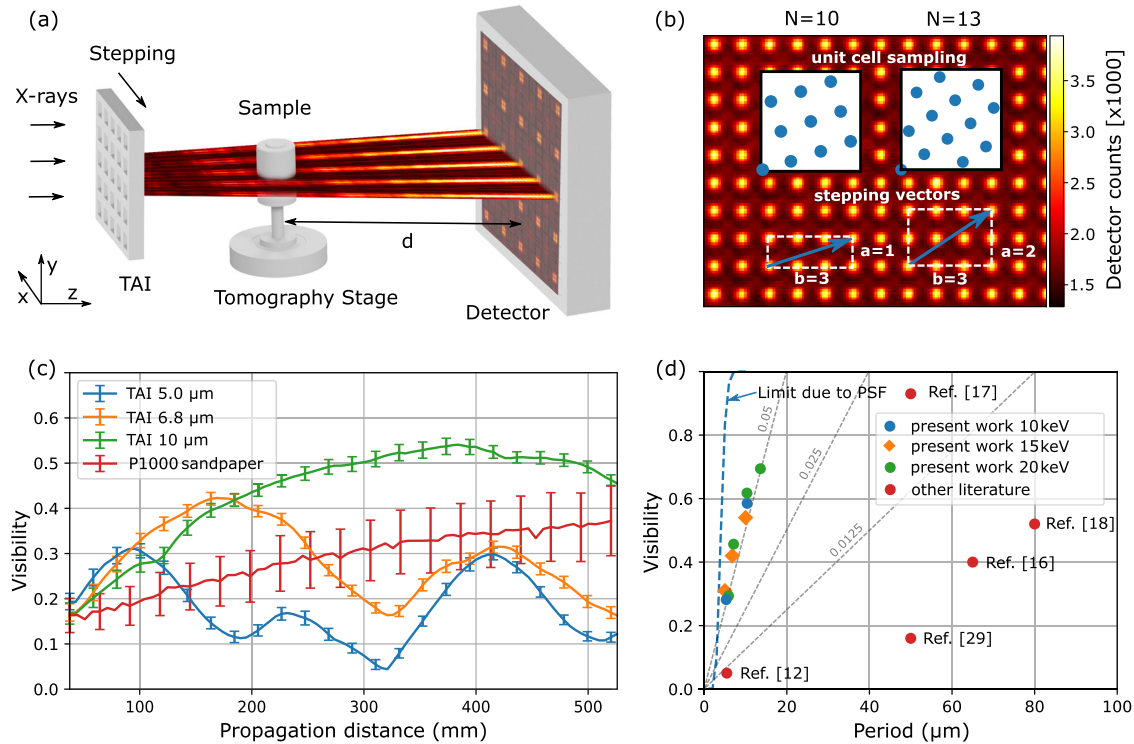 (a)
Stepping
X-rays
Sample
d
y
x
z
TAI
Tomography Stage
Detector
(b)
N=10
N=13
unit cell sampling
stepping vectors
a=1
b=3
a=2
b=3
3.5
3.0
2.5
2.0
1.5
Detector counts [x1000]
(c)
TAI 5.0 µm
TAI 6.8 µm
TAI 10 µm
P1000 sandpaper
0.6
0.5
0.4
0.3
0.2
0.1
0.0
Visibility
100
200
300
400
500
Propagation distance (mm)
(d)
Limit due to PSF
Ref. [17]
present work 10 keV
present work 15 keV
present work 20 keV
other literature
0.05
0.025
0.0125
Ref. [18]
Ref. [16]
Ref. [29]
Ref. [12]
0.8
0.6
0.4
0.2
0.0
Visibility
0
20
40
60
80
100
Period (µm)